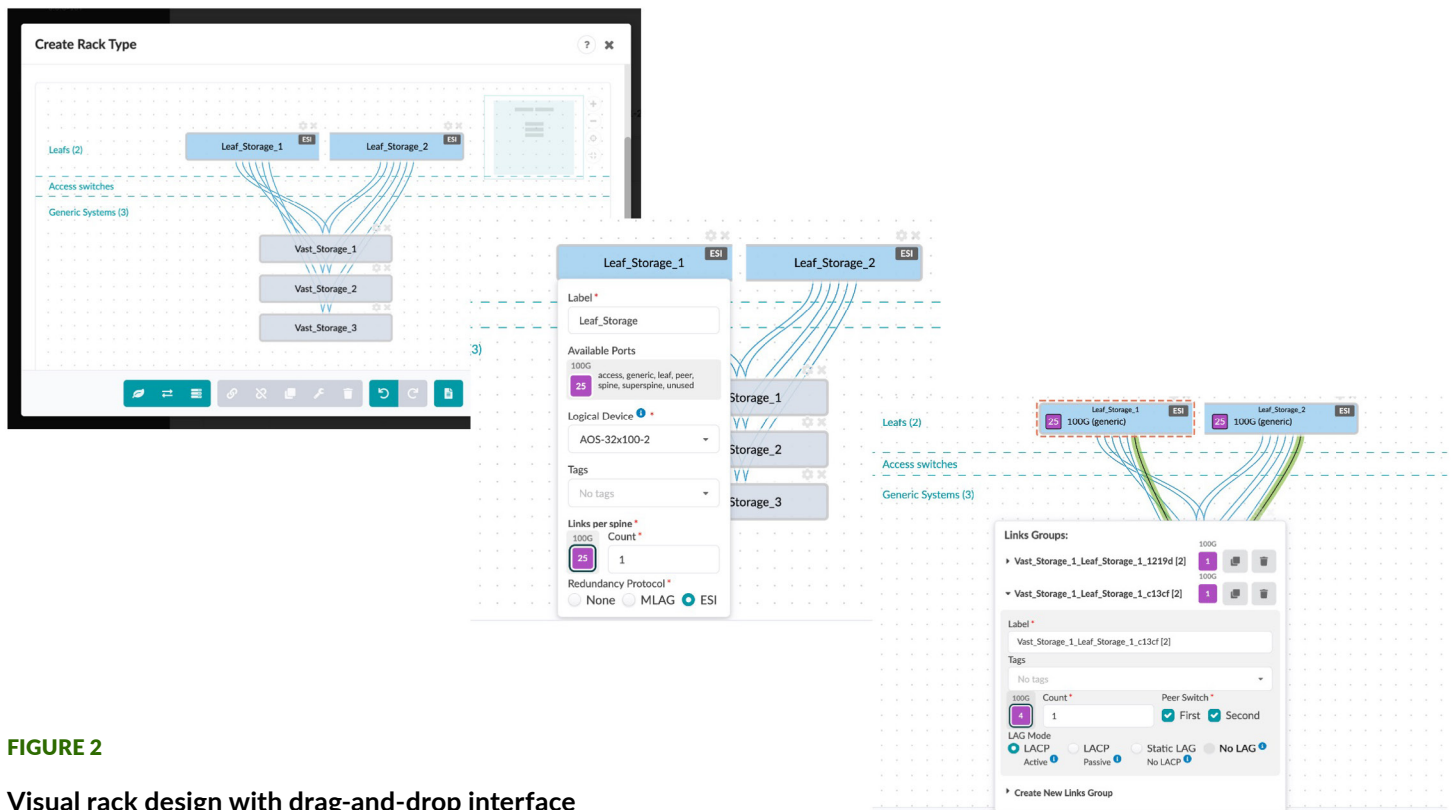 Create Rack Type
?
Leafs (2)
Leaf_Storage_1
ESI
Leaf_Storage_2
ESI
Access switches
Generic Systems (3)
Vast_Storage_1
Vast_Storage_2
Vast_Storage_3
Leaf_Storage_1
ESI
Leaf_Storage_2
ESI
3)
Label *
Leaf_Storage
Available Ports
100G
25
access, generic, leaf, peer,
spine, superspine, unused
Logical Device *
AOS-32x100-2
Tags
No tags
Links per spine *
100G
Count *
25
1
Redundancy Protocol *
None MLAG ESI
Storage_1
Storage_2
Storage_3
Leafs (2)
Leaf_Storage_1
ESI
25 100G (generic)
Leaf_Storage_2
ESI
25 100G (generic)
Access switches
Generic Systems (3)
Links Groups:
100G
Vast_Storage_1_Leaf_Storage_1_1219d [2] 1
100G
Vast_Storage_1_Leaf_Storage_1_c13cf [2] 1
Label *
Vast_Storage_1_Leaf_Storage_1_c13cf [2]
Tags
No tags
100G Count * Peer Switch *
4 1 First Second
LAG Mode
LACP LACP Static LAG No LAG
Active Passive No LACP
Create New Links Group
FIGURE 2
Visual rack design with drag-and-drop interface